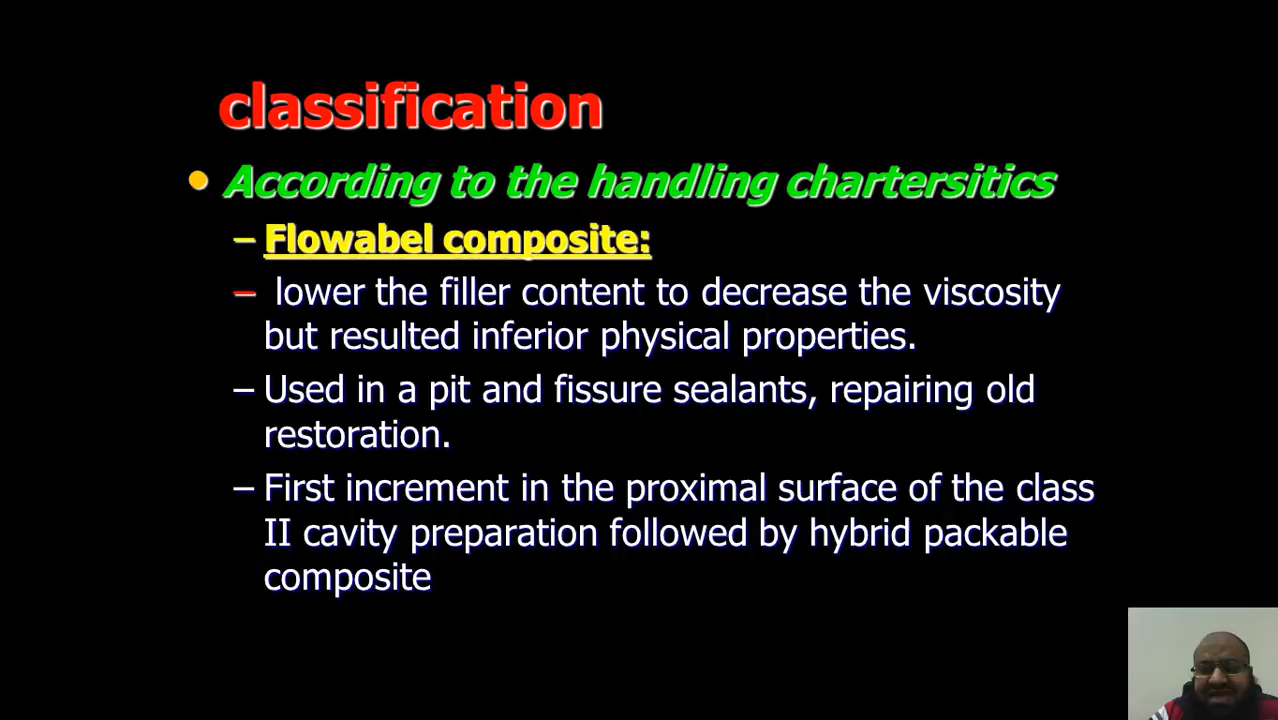 classification
• According to the handling chartersitics
– Flowabel composite:
– lower the filler content to decrease the viscosity
but resulted inferior physical properties.
– Used in a pit and fissure sealants, repairing old
restoration.
– First increment in the proximal surface of the class
II cavity preparation followed by hybrid packable
composite